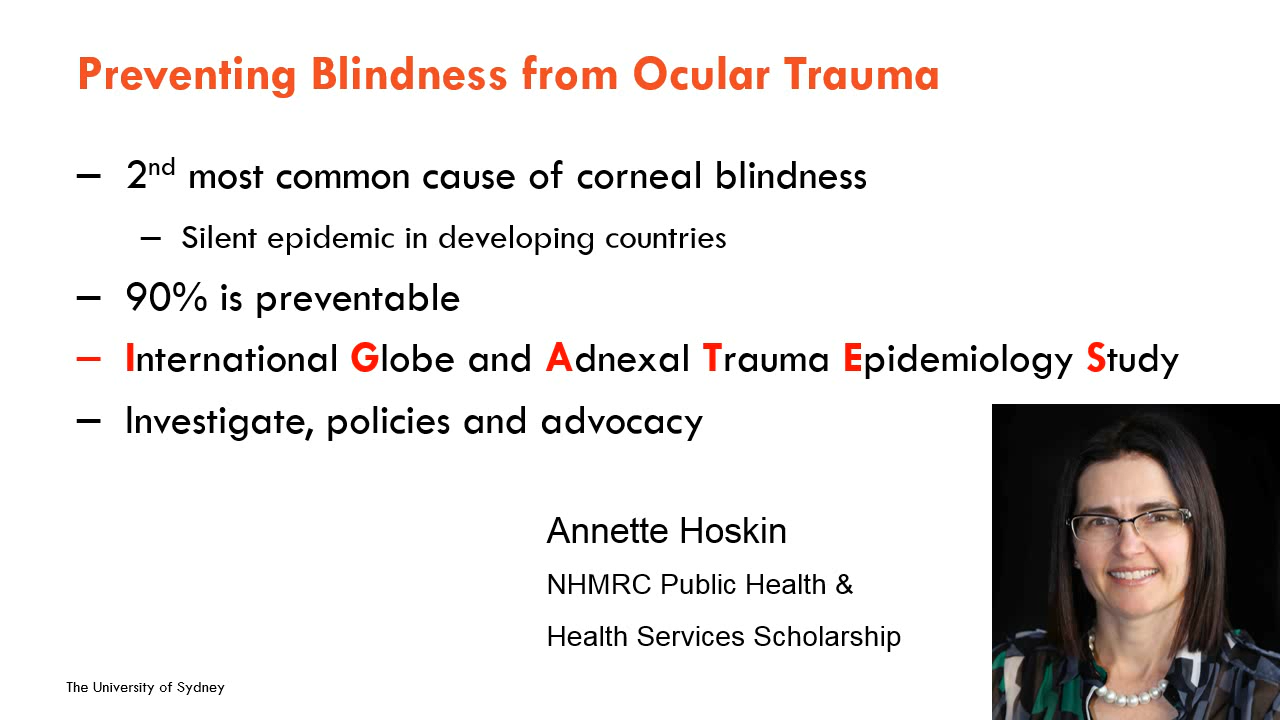 Preventing Blindness from Ocular Trauma
– 2nd most common cause of corneal blindness
– Silent epidemic in developing countries
– 90% is preventable
– International Globe and Adnexal Trauma Epidemiology Study
– Investigate, policies and advocacy
Annette Hoskin
NHMRC Public Health &
Health Services Scholarship
The University of Sydney